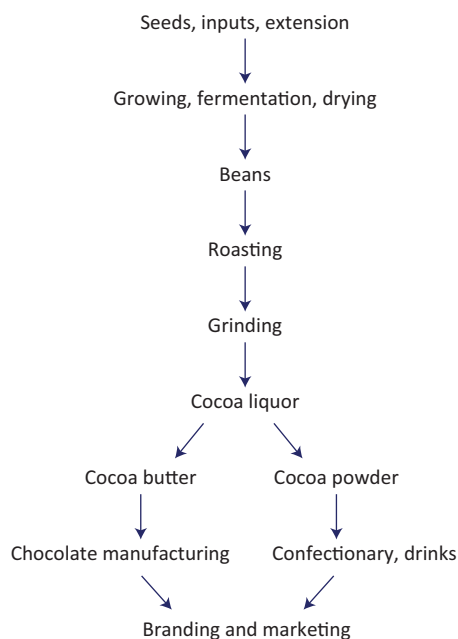 Seeds, inputs, extension
Growing, fermentation, drying
Beans
Roasting
Grinding
Cocoa liquor
Cocoa butter
Cocoa powder
Chocolate manufacturing
Confectionary, drinks
Branding and marketing